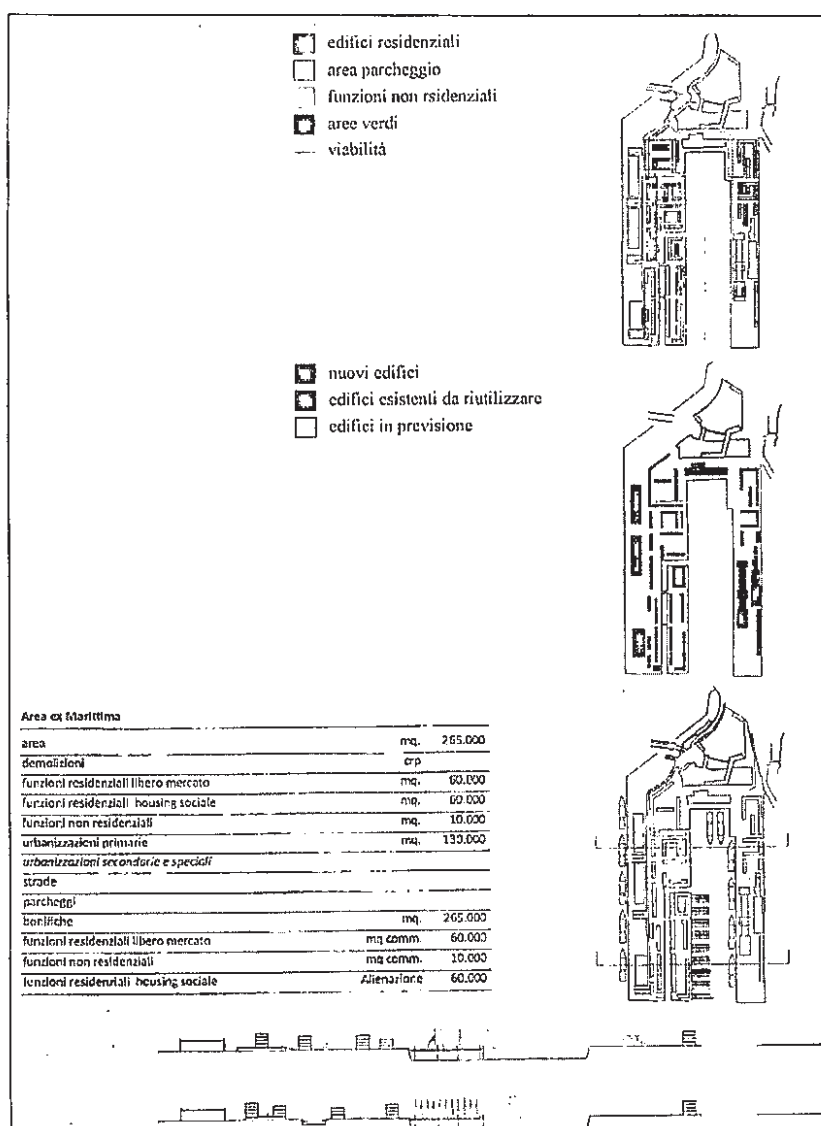 edifici residenziali
area parcheggio
funzioni non rsidenziali
aree verdi
viabilità
nuovi edifici
edifici esistenti da riutilizzare
edifici in previsione
Area ex Marittima
area mq. 265.000
demolizioni crp
funzioni residenziali libero mercato mq. 60.000
funzioni residenziali housing sociale mq. 60.000
funzioni non residenziali mq. 10.000
urbanizzazioni primarie mq. 130.000
urbanizzazioni secondarie e speciali
strade
parcheggi
bonifiche mq. 265.000
funzioni residenziali libero mercato mq comm. 60.000
funzioni non residenziali mq comm. 10.000
funzioni residenziali housing sociale Alienazione 60.000